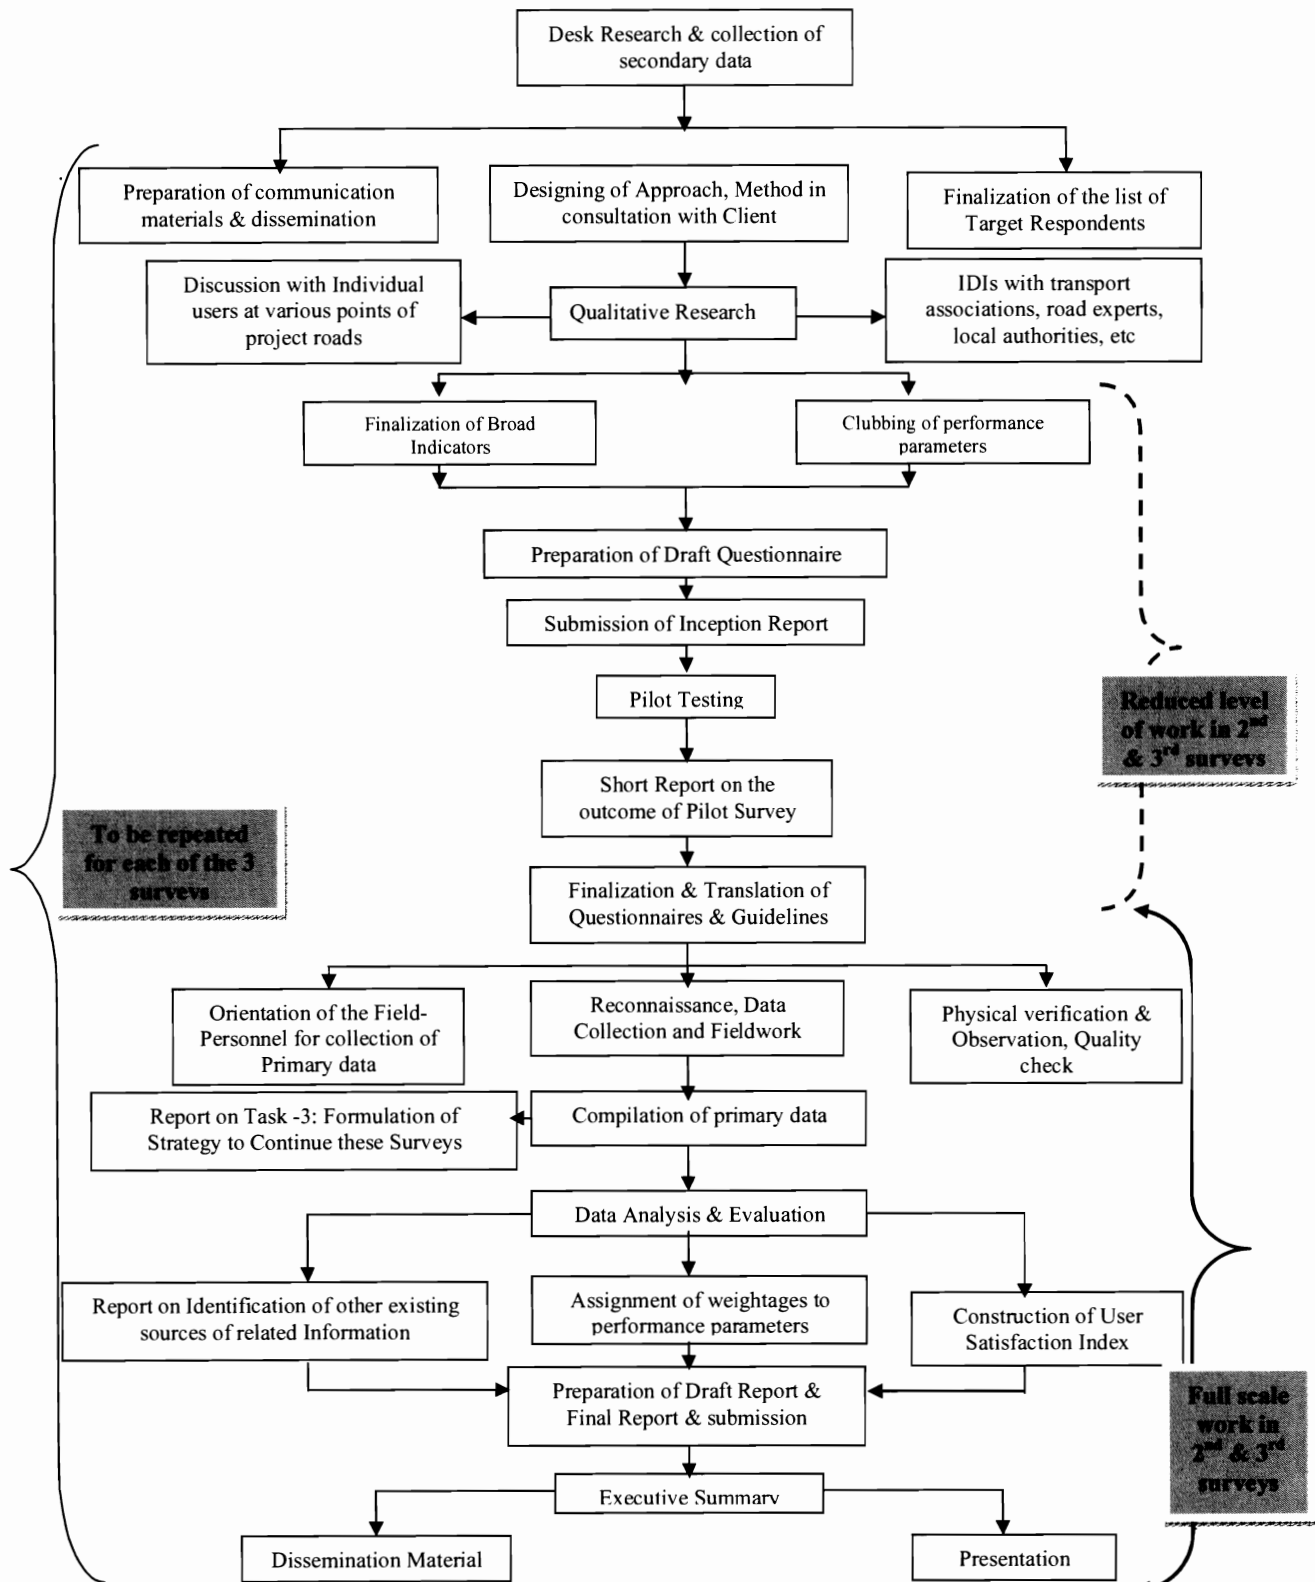 Desk Research & collection of
secondary data
Preparation of communication
materials & dissemination
Designing of Approach, Method in
consultation with Client
Finalization of the list of
Target Respondents
Discussion with Individual
users at various points of
project roads
Qualitative Research
IDIs with transport
associations, road experts,
local authorities, etc
Finalization of Broad
Indicators
Clubbing of performance
parameters
Preparation of Draft Questionnaire
Submission of Inception Report
Pilot Testing
Reduced level
of work in 2nd
& 3rd surveys
Short Report on the
outcome of Pilot Survey
To be repeated
for each of the 3
surveys
Finalization & Translation of
Questionnaires & Guidelines
Orientation of the Field-
Personnel for collection of
Primary data
Reconnaissance, Data
Collection and Fieldwork
Physical verification &
Observation, Quality
check
Report on Task -3: Formulation of
Strategy to Continue these Surveys
Compilation of primary data
Data Analysis & Evaluation
Report on Identification of other existing
sources of related Information
Assignment of weightages to
performance parameters
Construction of User
Satisfaction Index
Preparation of Draft Report &
Final Report & submission
Full scale
work in
2nd & 3rd
surveys
Executive Summary
Dissemination Material
Presentation